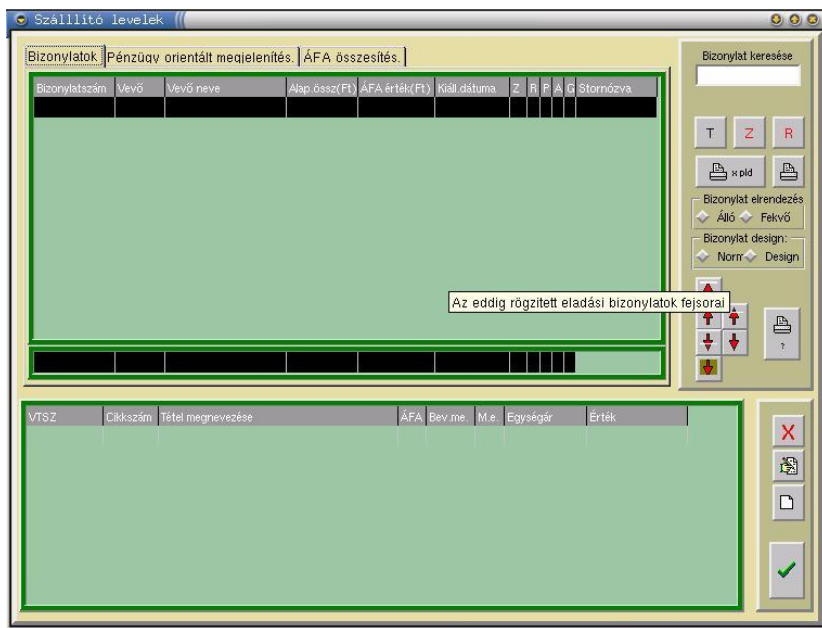 Szálllító levelek
Bizonylatok Pénzügy orientált megjelenítés. ÁFA összesítés.
Bizonylatszám Vevő Vevő neve Alap.össz(Ft) ÁFA érték(Ft) Kiáll.dátuma Z R P A G Stornózva
Bizonylat keresése
T Z R
x pld
Bizonylat elrendezés
Álló Fekvő
Bizonylat design:
Norm Design
Az eddig rögzített eladási bizonylatok fejsorai
?
VTSZ Cikkszám Tétel megnevezése ÁFA Bev.me. M.e. Egységár Érték
X